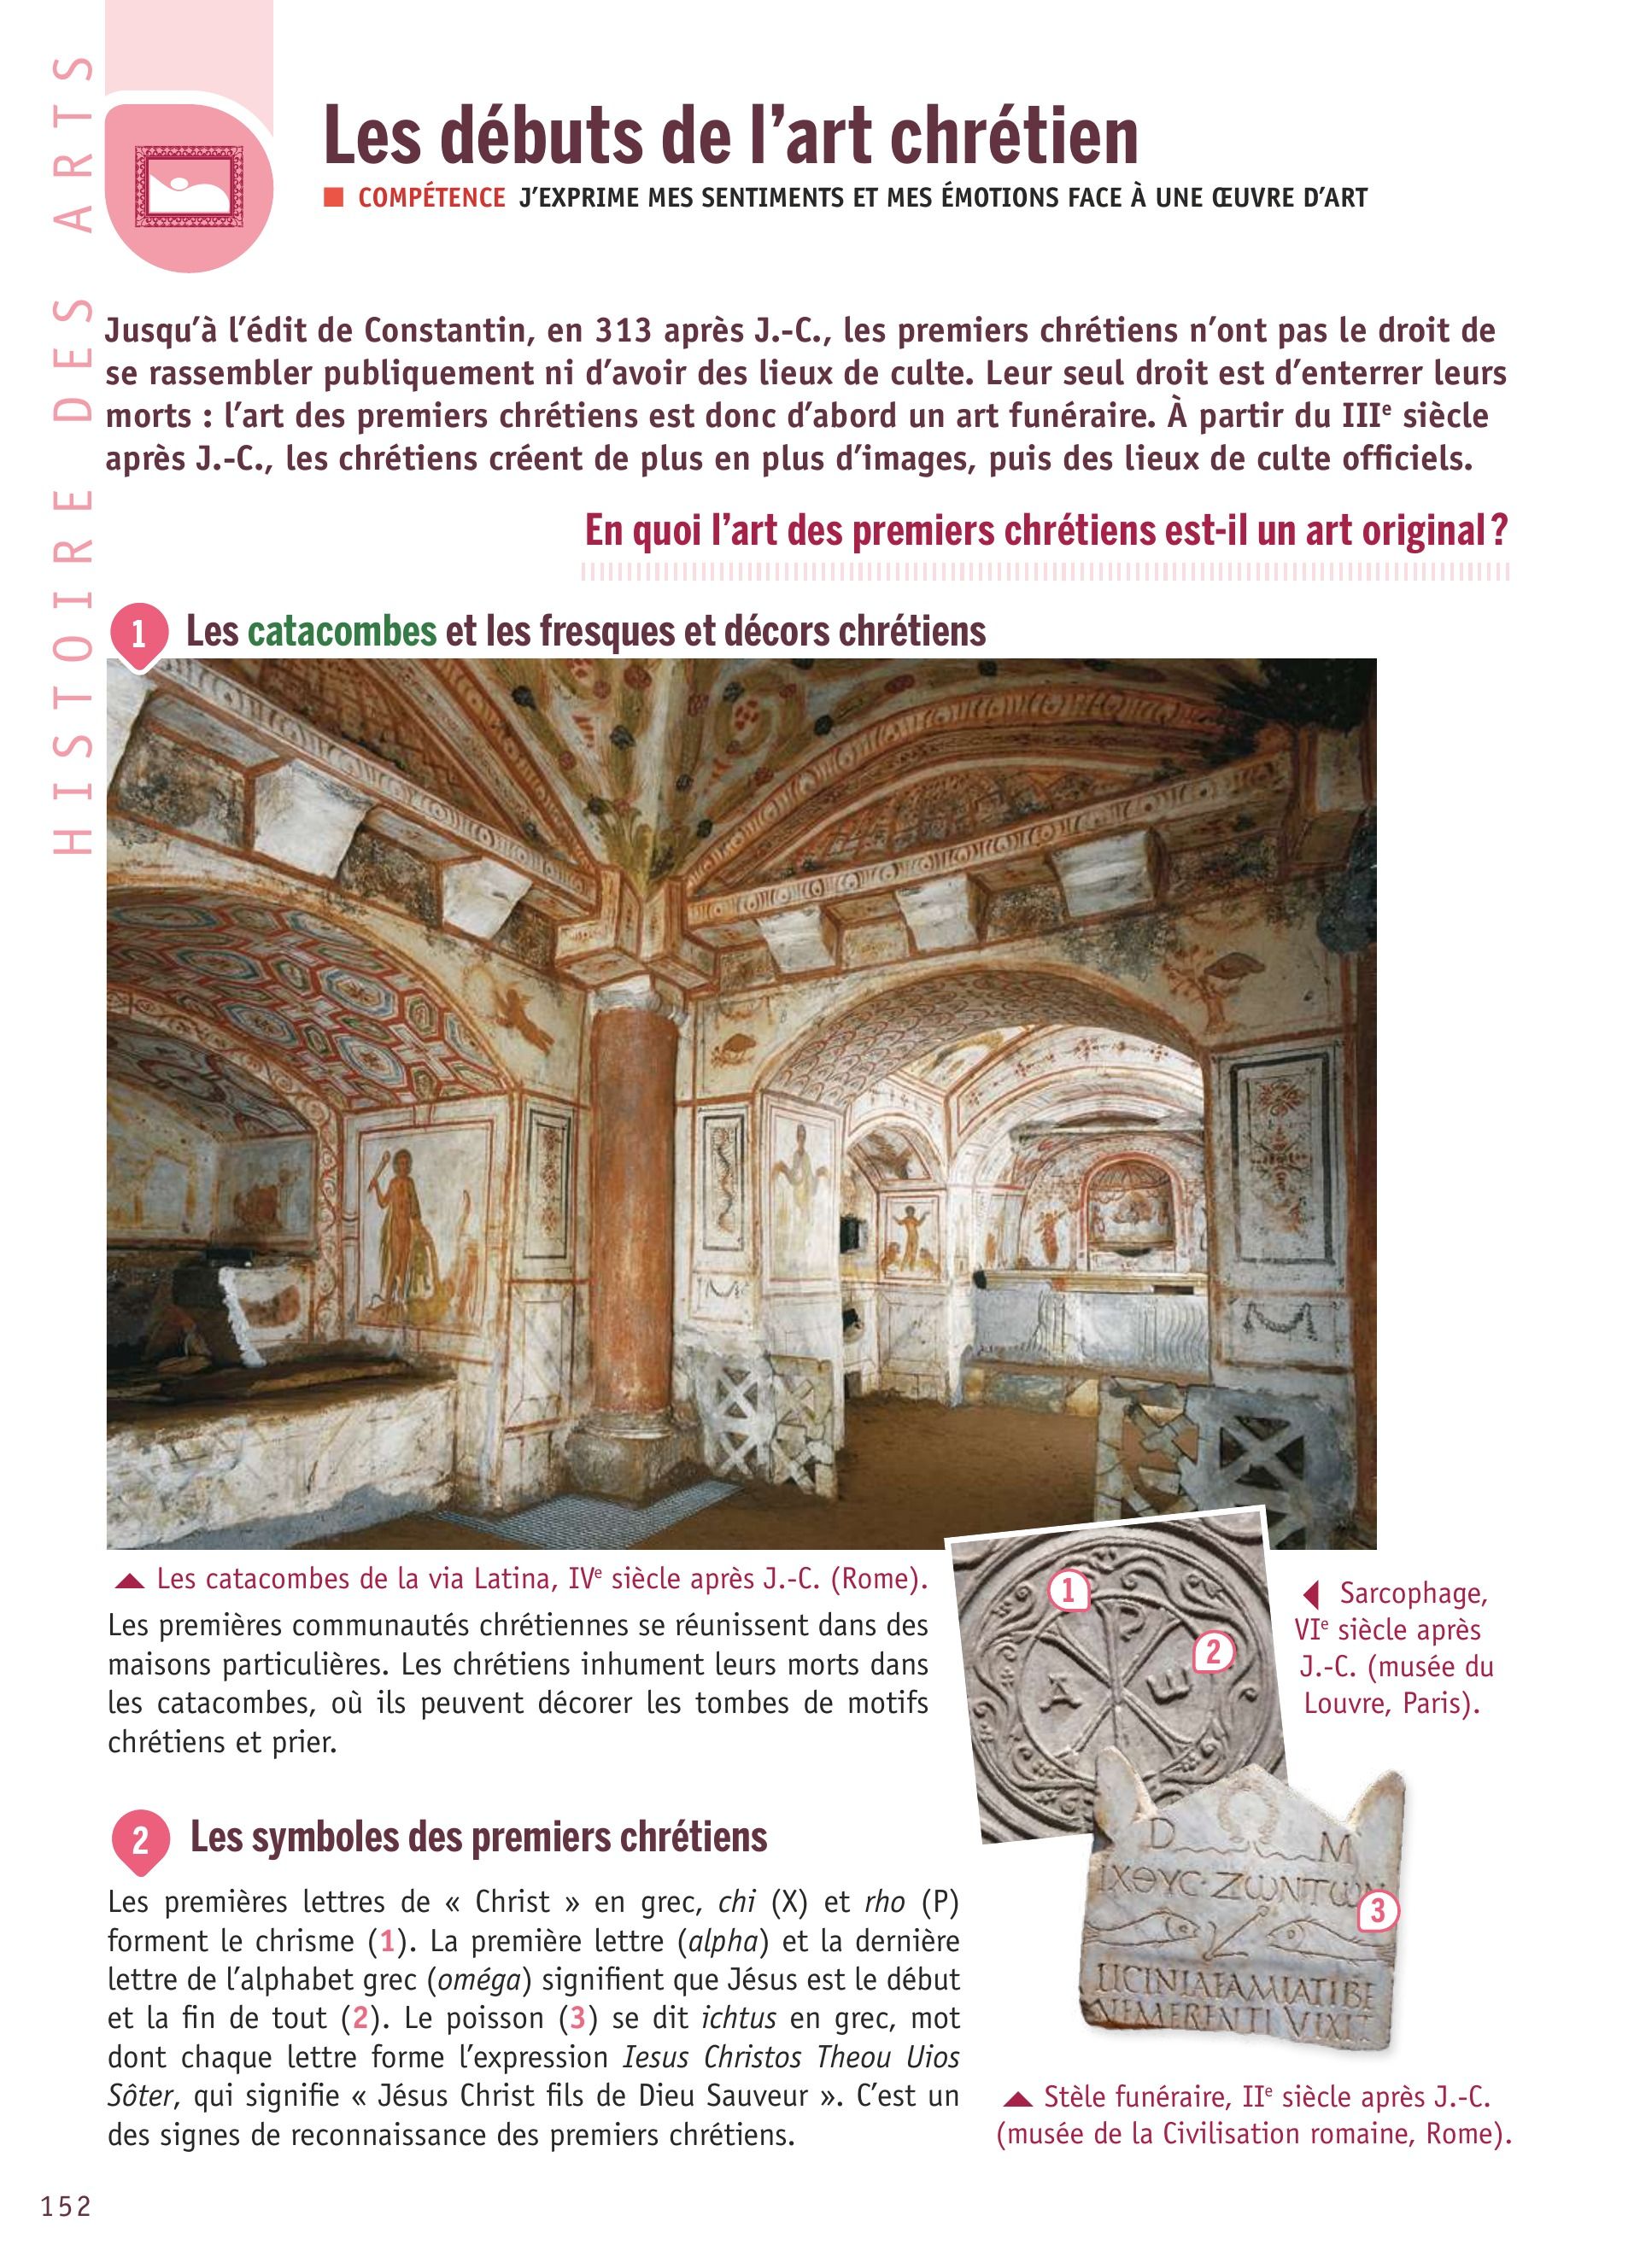 HISTOIRE DES ARTS
Les débuts de l'art chrétien
COMPÉTENCE J'EXPRIME MES SENTIMENTS ET MES ÉMOTIONS FACE À UNE ŒUVRE D'ART
Jusqu'à l'édit de Constantin, en 313 après J.-C., les premiers chrétiens n'ont pas le droit de
se rassembler publiquement ni d'avoir des lieux de culte. Leur seul droit est d'enterrer leurs
morts : l'art des premiers chrétiens est donc d'abord un art funéraire. À partir du IIIe siècle
après J.-C., les chrétiens créent de plus en plus d'images, puis des lieux de culte officiels.
En quoi l'art des premiers chrétiens est-il un art original ?
1 Les catacombes et les fresques et décors chrétiens
Les catacombes de la via Latina, IVe siècle après J.-C. (Rome).
Les premières communautés chrétiennes se réunissent dans des
maisons particulières. Les chrétiens inhument leurs morts dans
les catacombes, où ils peuvent décorer les tombes de motifs
chrétiens et prier.
1
2
P
A ω
Sarcophage,
VIe siècle après
J.-C. (musée du
Louvre, Paris).
2 Les symboles des premiers chrétiens
Les premières lettres de « Christ » en grec, chi (X) et rho (P)
forment le chrisme (1). La première lettre (alpha) et la dernière
lettre de l'alphabet grec (oméga) signifient que Jésus est le début
et la fin de tout (2). Le poisson (3) se dit ichtus en grec, mot
dont chaque lettre forme l'expression Iesus Christos Theou Uios
Sôter, qui signifie « Jésus Christ fils de Dieu Sauveur ». C'est un
des signes de reconnaissance des premiers chrétiens.
D M
ΙΧΘΥC·ΖωΝΤωΝ
3
LICINIAEAMIATIBE
NEMERENTI VIXIT
Stèle funéraire, IIe siècle après J.-C.
(musée de la Civilisation romaine, Rome).
152